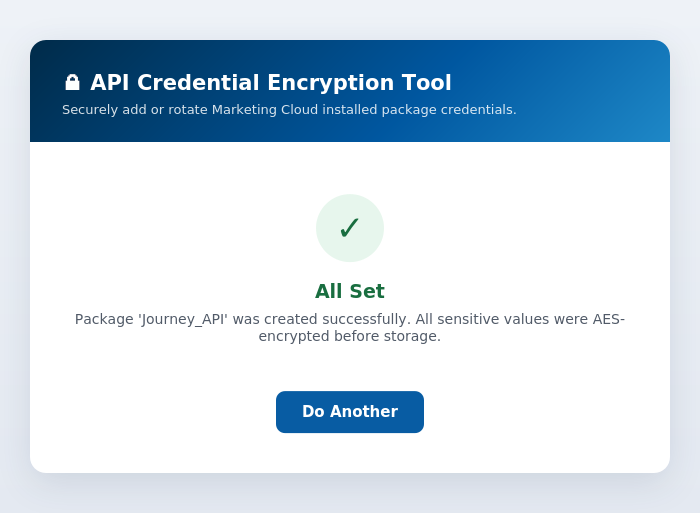 🔒 API Credential Encryption Tool
Securely add or rotate Marketing Cloud installed package credentials.
✓
All Set
Package 'Journey_API' was created successfully. All sensitive values were AES-
encrypted before storage.
Do Another